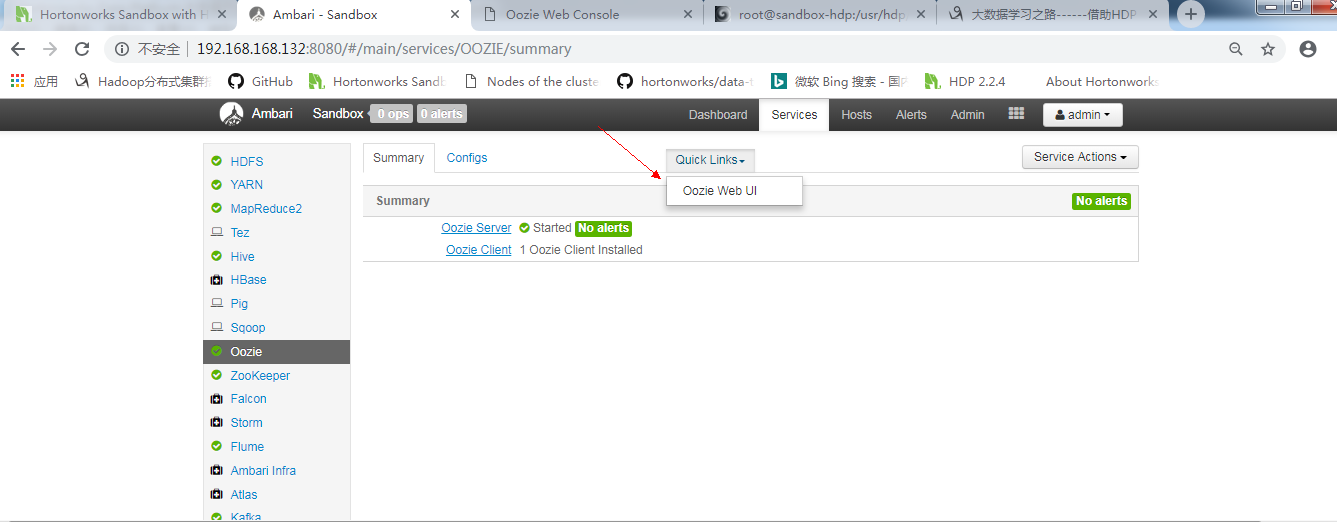 Hortonworks Sandbox with H
Ambari - Sandbox
Oozie Web Console
root@sandbox-hdp:/usr/hdp
大数据学习之路------借助HDP
不安全
192.168.168.132:8080/#/main/services/OOZIE/summary
应用
Hadoop分布式集群
GitHub
Hortonworks Sandb
Nodes of the cluste
hortonworks/data-t
微软 Bing 搜索 - 国
HDP 2.2.4
About Hortonworks
Ambari
Sandbox
0 ops
0 alerts
Dashboard
Services
Hosts
Alerts
Admin
admin
HDFS
YARN
MapReduce2
Tez
Hive
HBase
Pig
Sqoop
Oozie
ZooKeeper
Falcon
Storm
Flume
Ambari Infra
Atlas
Kafka
Summary
Configs
Quick Links
Service Actions
Oozie Web UI
Summary
No alerts
Oozie Server Started No alerts
Oozie Client 1 Oozie Client Installed